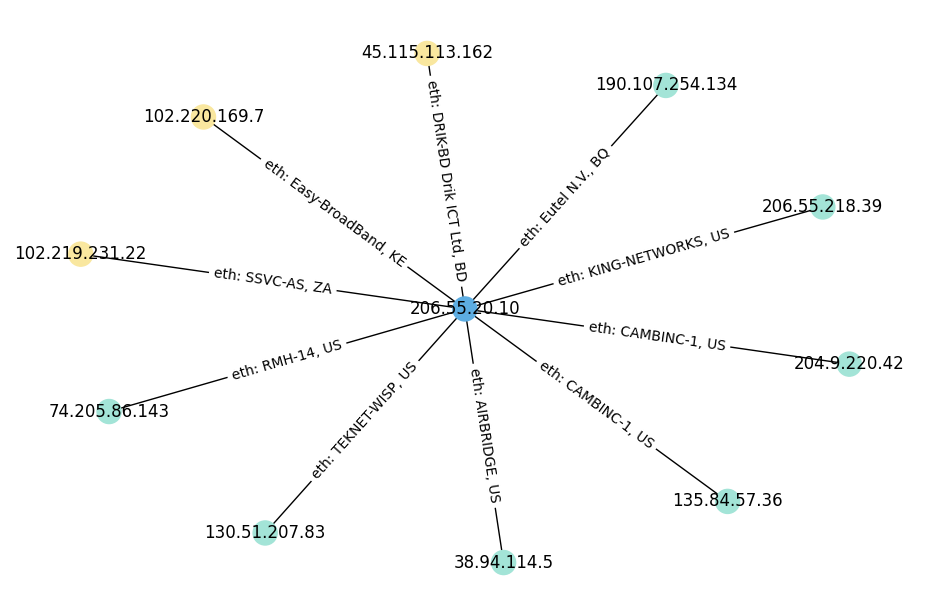 45.115.113.162
190.107.254.134
102.220.169.7
eth: DRIK-BD Drik ICT Ltd, BD
eth: Eutel N.V., BQ
206.55.218.39
eth: Easy-BroadBand, KE
eth: KING-NETWORKS, US
102.219.231.22
eth: SSVC-AS, ZA
206.55.20.10
eth: CAMBINC-1, US
204.9.220.42
eth: RMH-14, US
74.205.86.143
eth: TEKNET-WISP, US
eth: AIRBRIDGE, US
eth: CAMBINC-1, US
135.84.57.36
130.51.207.83
38.94.114.5